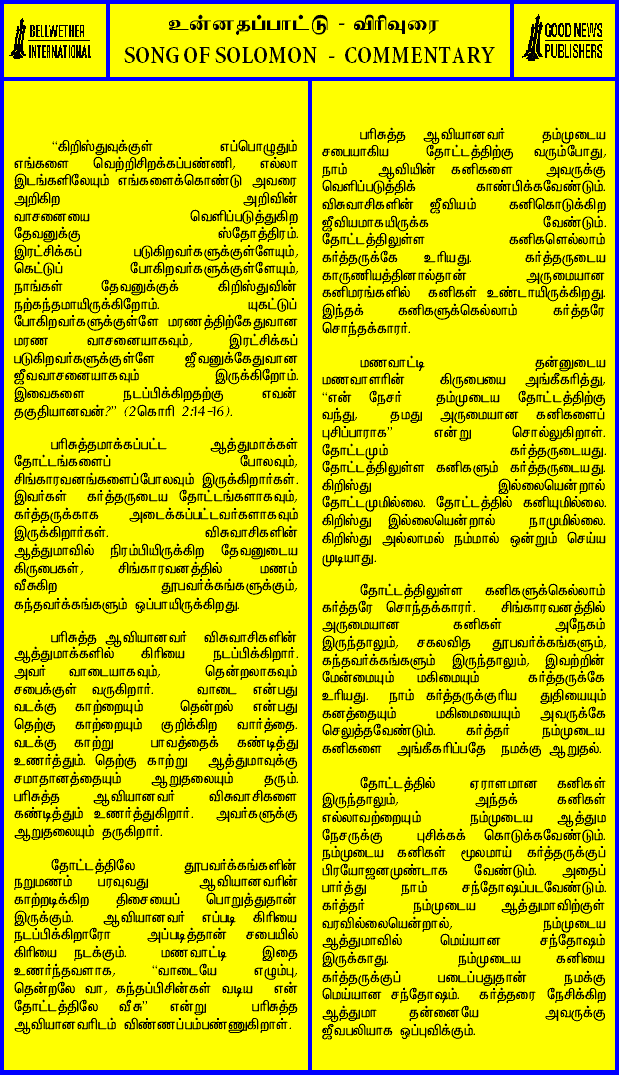 BELLWETHER
INTERNATIONAL
உன்னதப்பாட்டு - விரிவுரை
SONG OF SOLOMON - COMMENTARY
GOOD NEWS
PUBLISHERS
“கிறிஸ்துவுக்குள் எப்பொழுதும்
எங்களை வெற்றிசிறக்கப்பண்ணி, எல்லா
இடங்களிலேயும் எங்களைக்கொண்டு அவரை
அறிகிற அறிவின்
வாசனையை வெளிப்படுத்துகிற
தேவனுக்கு ஸ்தோத்திரம்.
இரட்சிக்கப் படுகிறவர்களுக்குள்ளேயும்,
கெட்டுப் போகிறவர்களுக்குள்ளேயும்,
நாங்கள் தேவனுக்குக் கிறிஸ்துவின்
நற்கந்தமாயிருக்கிறோம். யுகட்டுப்
போகிறவர்களுக்குள்ளே மரணத்திற்கேதுவான
மரண வாசனையாகவும், இரட்சிக்கப்
படுகிறவர்களுக்குள்ளே ஜீவனுக்கேதுவான
ஜீவவாசனையாகவும் இருக்கிறோம்.
இவைகளை நடப்பிக்கிறதற்கு எவன்
தகுதியானவன்?” (2கொரி 2:14-16).
பரிசுத்தமாக்கப்பட்ட ஆத்துமாக்கள்
தோட்டங்களைப் போலவும்,
சிங்காரவனங்களைப்போலவும் இருக்கிறார்கள்.
இவர்கள் கர்த்தருடைய தோட்டங்களாகவும்,
கர்த்தருக்காக அடைக்கப்பட்டவர்களாகவும்
இருக்கிறார்கள். விசுவாசிகளின்
ஆத்துமாவில் நிரம்பியிருக்கிற தேவனுடைய
கிருபைகள், சிங்காரவனத்தில் மணம்
வீசுகிற தூபவர்க்கங்களுக்கும்,
கந்தவர்க்கங்களும் ஒப்பாயிருக்கிறது.
பரிசுத்த ஆவியானவர் விசுவாசிகளின்
ஆத்துமாக்களில் கிரியை நடப்பிக்கிறார்.
அவர் வாடையாகவும், தென்றலாகவும்
சபைக்குள் வருகிறார். வாடை என்பது
வடக்கு காற்றையும் தென்றல் என்பது
தெற்கு காற்றையும் குறிக்கிற வார்த்தை.
வடக்கு காற்று பாவத்தைக் கண்டித்து
உணர்த்தும். தெற்கு காற்று ஆத்துமாவுக்கு
சமாதானத்தையும் ஆறுதலையும் தரும்.
பரிசுத்த ஆவியானவர் விசுவாசிகளை
கண்டித்தும் உணர்த்துகிறார். அவர்களுக்கு
ஆறுதலையும் தருகிறார்.
தோட்டத்திலே தூபவர்க்கங்களின்
நறுமணம் பரவுவது ஆவியானவரின்
காற்றடிக்கிற திசையைப் பொறுத்துதான்
இருக்கும். ஆவியானவர் எப்படி கிரியை
நடப்பிக்கிறாரோ அப்படித்தான் சபையில்
கிரியை நடக்கும். மணவாட்டி இதை
உணர்ந்தவளாக, “வாடையே எழும்பு,
தென்றலே வா, கந்தப்பிசின்கள் வடிய என்
தோட்டத்திலே வீசு” என்று பரிசுத்த
ஆவியானவரிடம் விண்ணப்பம்பண்ணுகிறாள்.
பரிசுத்த ஆவியானவர் தம்முடைய
சபையாகிய தோட்டத்திற்கு வரும்போது,
நாம் ஆவியின் கனிகளை அவருக்கு
வெளிப்படுத்திக் காண்பிக்கவேண்டும்.
விசுவாசிகளின் ஜீவியம் கனிகொடுக்கிற
ஜீவியமாகயிருக்க வேண்டும்.
தோட்டத்திலுள்ள கனிகளெல்லாம்
கர்த்தருக்கே உரியது. கர்த்தருடைய
காருணியத்தினால்தான் அருமையான
கனிமரங்களில் கனிகள் உண்டாயிருக்கிறது.
இந்தக் கனிகளுக்கெல்லாம் கர்த்தரே
சொந்தக்காரர்.
மணவாட்டி தன்னுடைய
மணவாளரின் கிருபையை அங்கீகரித்து,
“என் நேசர் தம்முடைய தோட்டத்திற்கு
வந்து, தமது அருமையான கனிகளைப்
புசிப்பாராக” என்று சொல்லுகிறாள்.
தோட்டமும் கர்த்தருடையது.
தோட்டத்திலுள்ள கனிகளும் கர்த்தருடையது.
கிறிஸ்து இல்லையென்றால்
தோட்டமுமில்லை. தோட்டத்தில் கனியுமில்லை.
கிறிஸ்து இல்லையென்றால் நாமுமில்லை.
கிறிஸ்து அல்லாமல் நம்மால் ஒன்றும் செய்ய
முடியாது.
தோட்டத்திலுள்ள கனிகளுக்கெல்லாம்
கர்த்தரே சொந்தக்காரர். சிங்காரவனத்தில்
அருமையான கனிகள் அநேகம்
இருந்தாலும், சகலவித தூபவர்க்கங்களும்,
கந்தவர்க்கங்களும் இருந்தாலும், இவற்றின்
மேன்மையும் மகிமையும் கர்த்தருக்கே
உரியது. நாம் கர்த்தருக்குரிய துதியையும்
கனத்தையும் மகிமையையும் அவருக்கே
செலுத்தவேண்டும். கர்த்தர் நம்முடைய
கனிகளை அங்கீகரிப்பதே நமக்கு ஆறுதல்.
தோட்டத்தில் ஏராளமான கனிகள்
இருந்தாலும், அந்தக் கனிகள்
எல்லாவற்றையும் நம்முடைய ஆத்தும
நேசருக்கு புசிக்கக் கொடுக்கவேண்டும்.
நம்முடைய கனிகள் மூலமாய் கர்த்தருக்குப்
பிரயோஜனமுண்டாக வேண்டும். அதைப்
பார்த்து நாம் சந்தோஷப்படவேண்டும்.
கர்த்தர் நம்முடைய ஆத்துமாவிற்குள்
வரவில்லையென்றால், நம்முடைய
ஆத்துமாவில் மெய்யான சந்தோஷம்
இருக்காது. நம்முடைய கனியை
கர்த்தருக்குப் படைப்பதுதான் நமக்கு
மெய்யான சந்தோஷம். கர்த்தரை நேசிக்கிற
ஆத்துமா தன்னையே அவருக்கு
ஜீவபலியாக ஒப்புவிக்கும்.